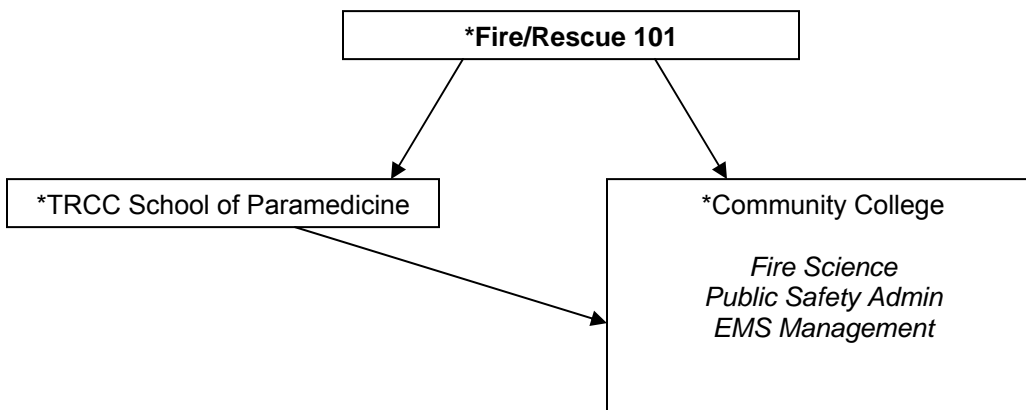 *Fire/Rescue 101
*TRCC School of Paramedicine
*Community College
Fire Science
Public Safety Admin
EMS Management